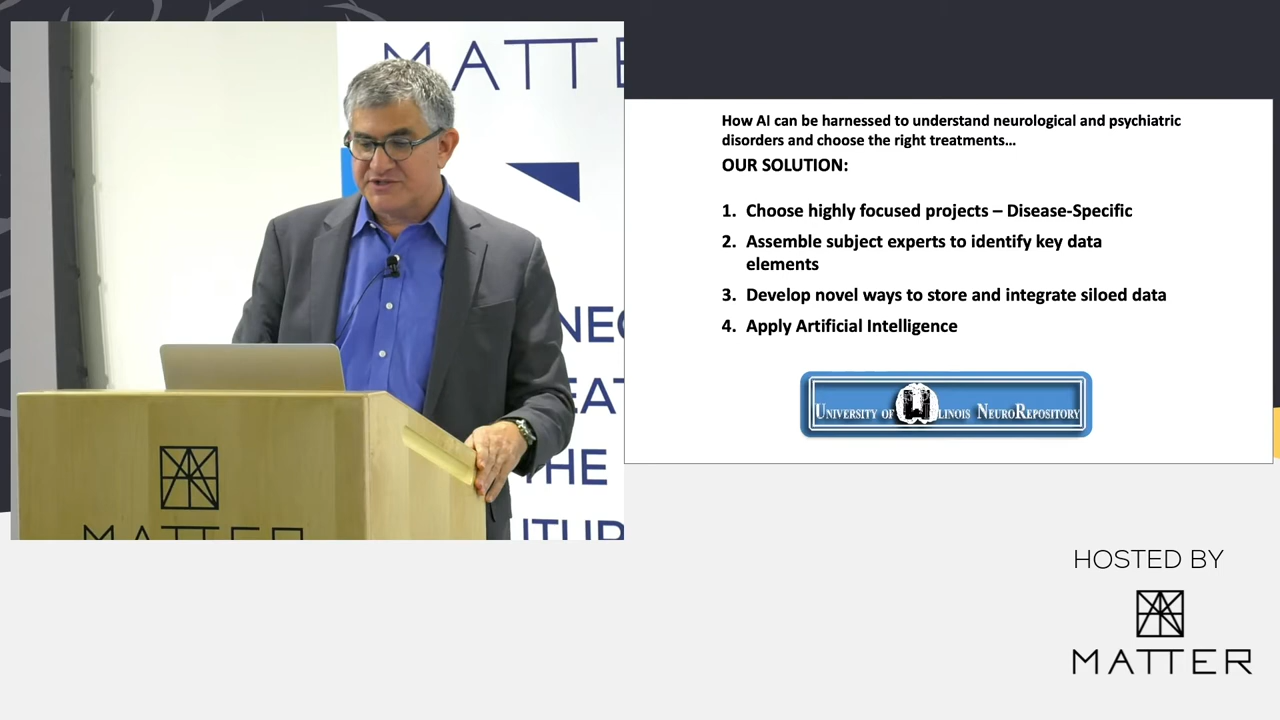 MATTE
NEC
EAT
THE
UTUR
MATTER
How AI can be harnessed to understand neurological and psychiatric
disorders and choose the right treatments…
OUR SOLUTION:
1. Choose highly focused projects – Disease-Specific
2. Assemble subject experts to identify key data
elements
3. Develop novel ways to store and integrate siloed data
4. Apply Artificial Intelligence
UNIVERSITY OF ILLINOIS NEUROREPOSITORY
HOSTED BY
MATTER